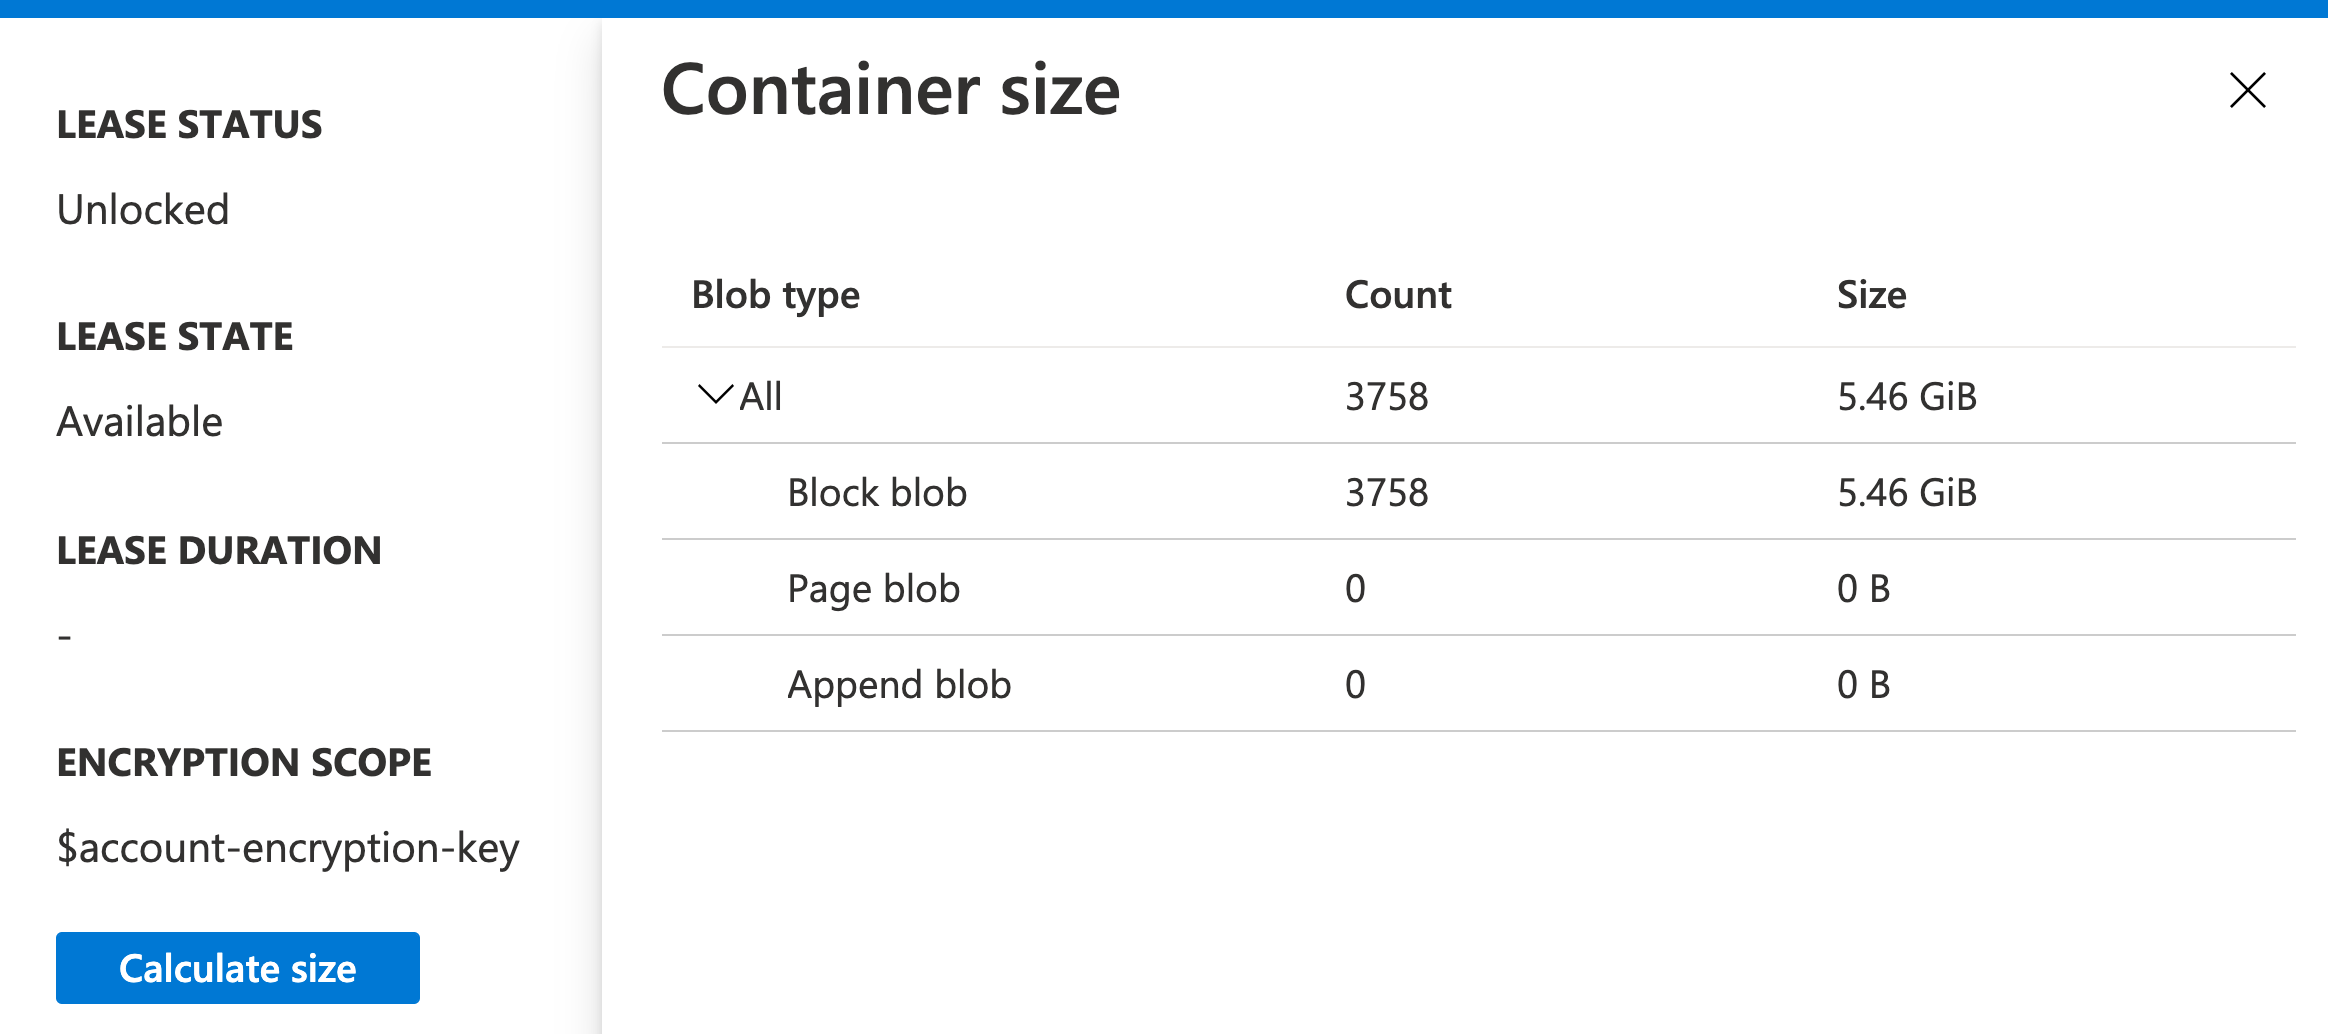 LEASE STATUS
Unlocked
LEASE STATE
Available
LEASE DURATION
-
ENCRYPTION SCOPE
$account-encryption-key
Calculate size
Container size
Blob type Count Size
All 3758 5.46 GiB
Block blob 3758 5.46 GiB
Page blob 0 0 B
Append blob 0 0 B